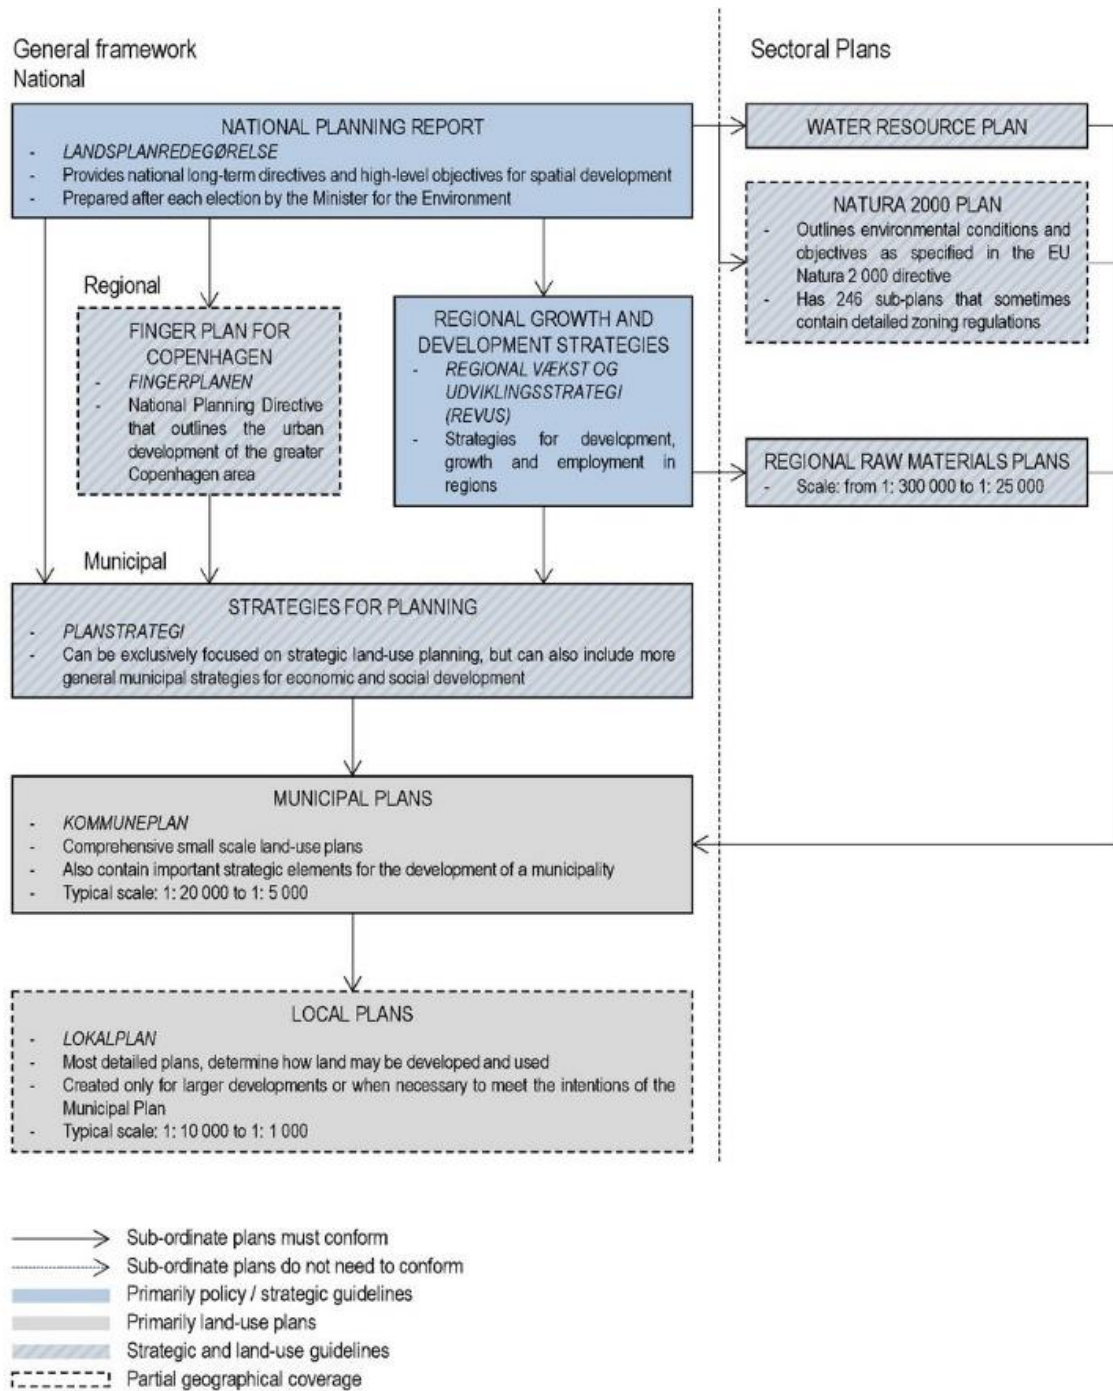 General framework
National
NATIONAL PLANNING REPORT
- LANDSPLANREDEGØRELSE
- Provides national long-term directives and high-level objectives for spatial development
- Prepared after each election by the Minister for the Environment
Regional
FINGER PLAN FOR
COPENHAGEN
- FINGERPLANEN
- National Planning Directive
that outlines the urban
development of the greater
Copenhagen area
REGIONAL GROWTH AND
DEVELOPMENT STRATEGIES
- REGIONAL VÆKST OG
UDVIKLINGSSTRATEGI
(REVUS)
- Strategies for development,
growth and employment in
regions
Municipal
STRATEGIES FOR PLANNING
- PLANSTRATEGI
- Can be exclusively focused on strategic land-use planning, but can also include more
general municipal strategies for economic and social development
MUNICIPAL PLANS
- KOMMUNEPLAN
- Comprehensive small scale land-use plans
- Also contain important strategic elements for the development of a municipality
- Typical scale: 1: 20 000 to 1: 5 000
LOCAL PLANS
- LOKALPLAN
- Most detailed plans, determine how land may be developed and used
- Created only for larger developments or when necessary to meet the intentions of the
Municipal Plan
- Typical scale: 1: 10 000 to 1: 1 000
Sectoral Plans
WATER RESOURCE PLAN
NATURA 2000 PLAN
- Outlines environmental conditions and
objectives as specified in the EU
Natura 2 000 directive
- Has 246 sub-plans that sometimes
contain detailed zoning regulations
REGIONAL RAW MATERIALS PLANS
- Scale: from 1: 300 000 to 1: 25 000
Sub-ordinate plans must conform
Sub-ordinate plans do not need to conform
Primarily policy / strategic guidelines
Primarily land-use plans
Strategic and land-use guidelines
Partial geographical coverage